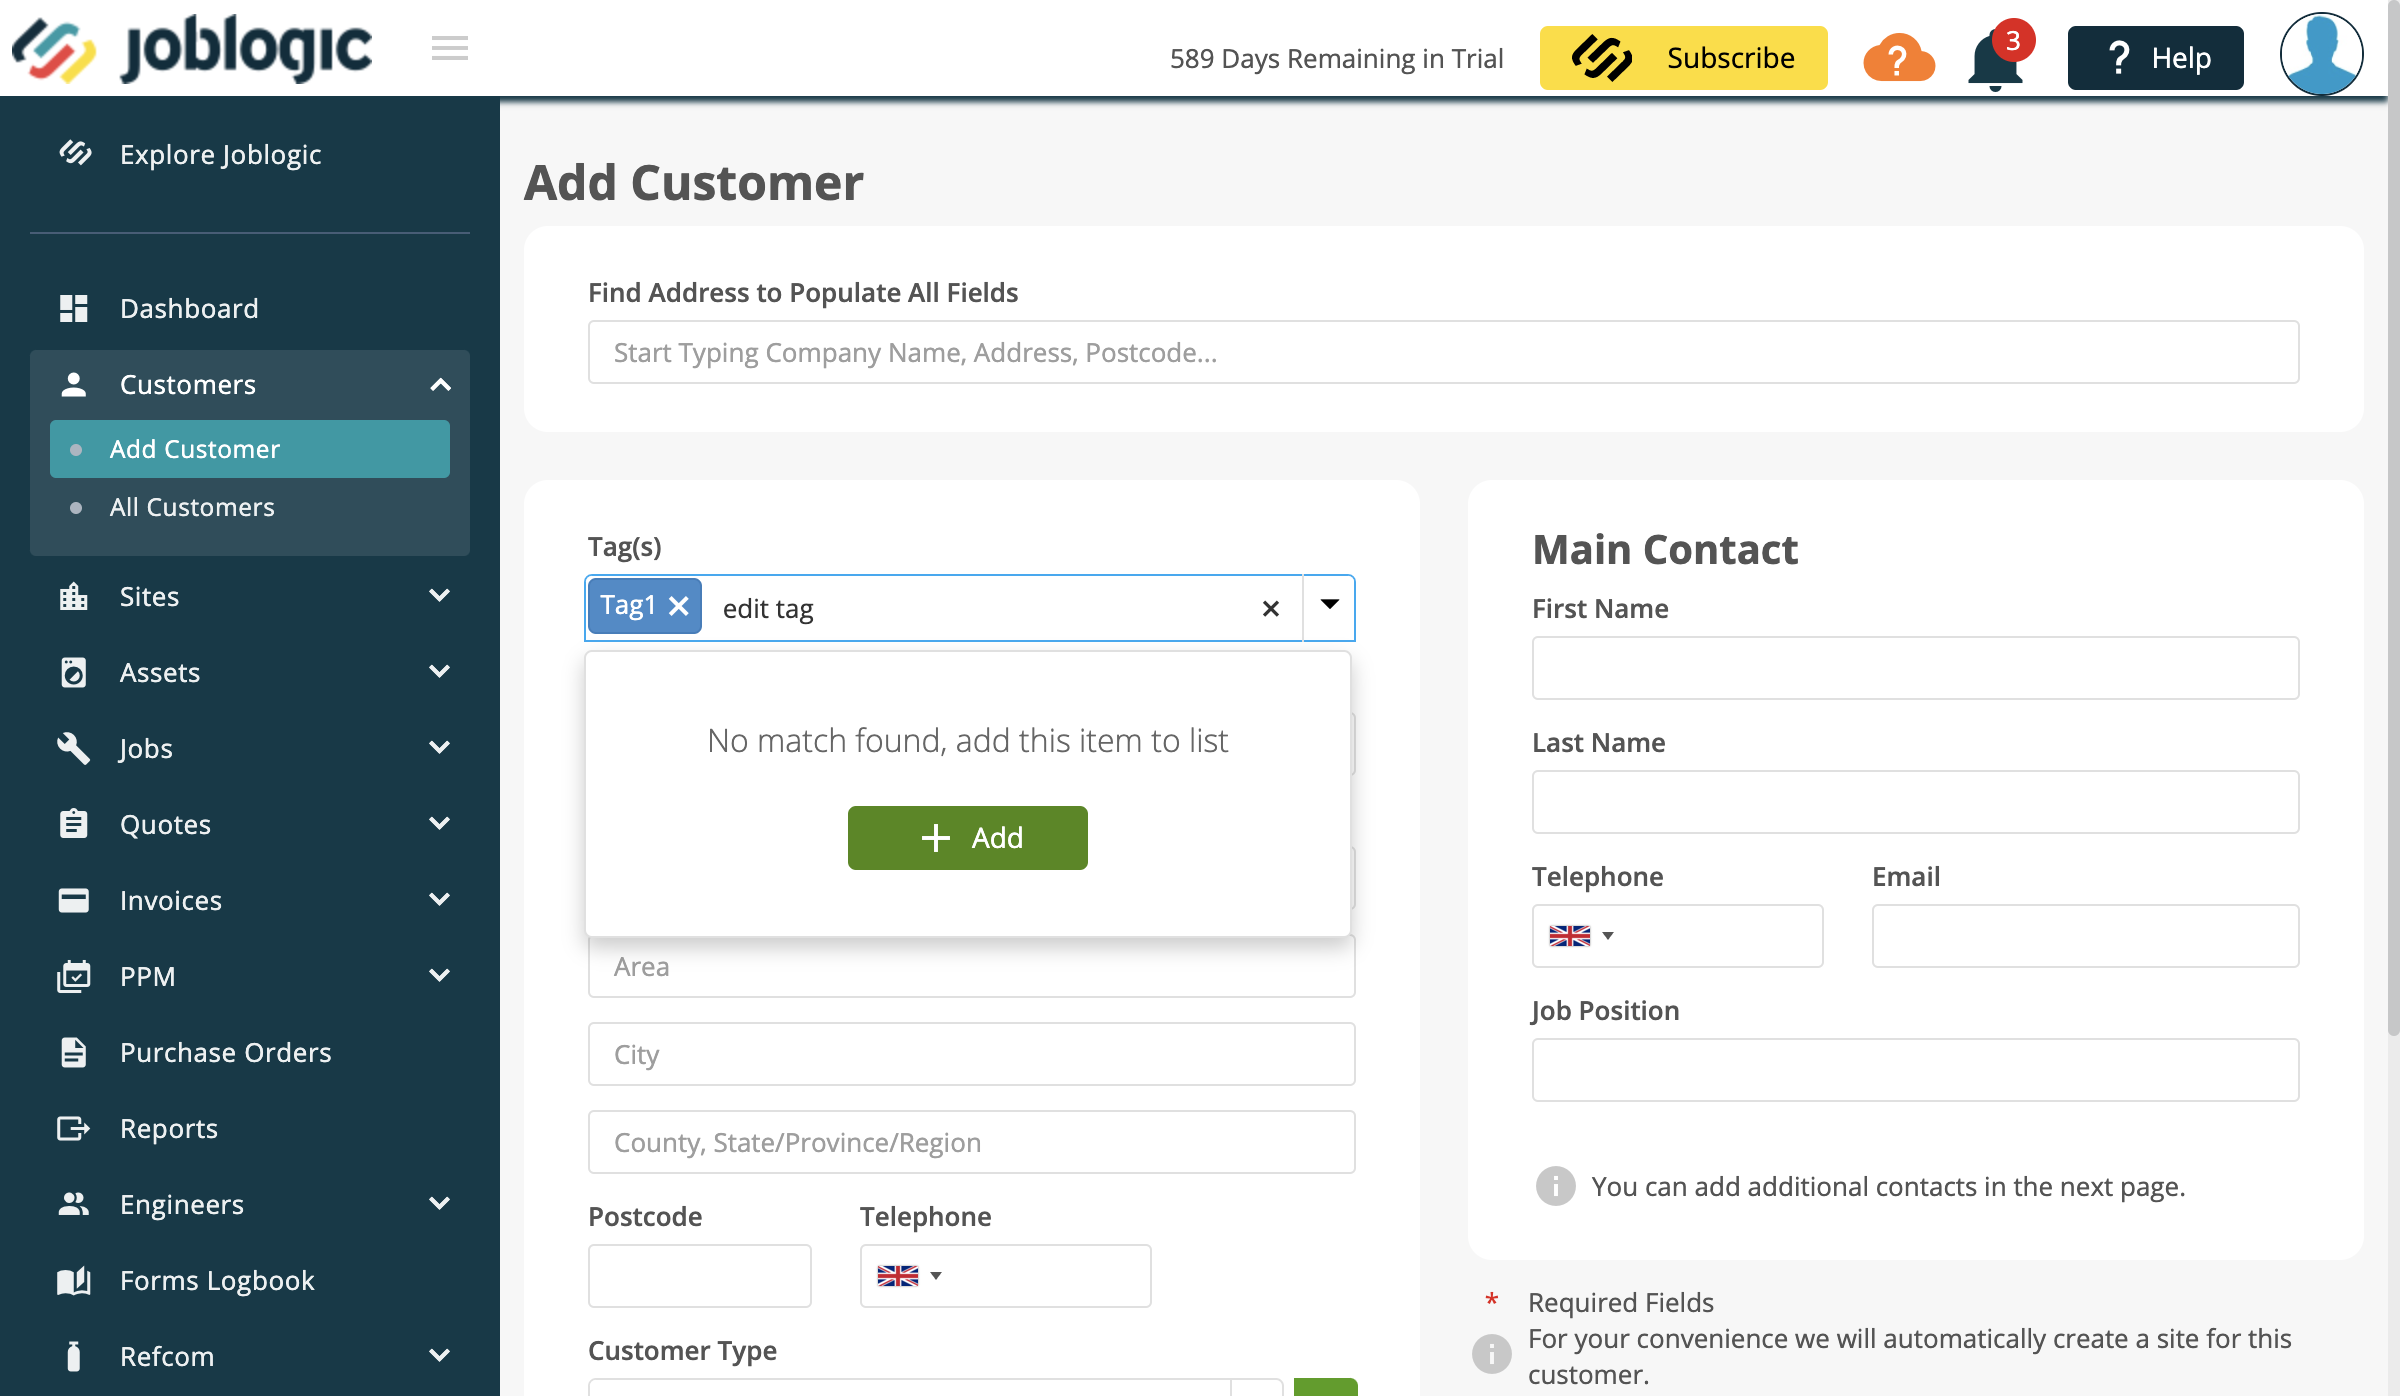 joblogic
589 Days Remaining in Trial
Subscribe
3
? Help
Explore Joblogic
Dashboard
Customers
Add Customer
All Customers
Sites
Assets
Jobs
Quotes
Invoices
PPM
Purchase Orders
Reports
Engineers
Forms Logbook
Refcom
Add Customer
Find Address to Populate All Fields
Start Typing Company Name, Address, Postcode...
Tag(s)
Tag1
edit tag
No match found, add this item to list
Add
Area
City
County, State/Province/Region
Postcode
Telephone
Customer Type
Main Contact
First Name
Last Name
Telephone
Email
Job Position
You can add additional contacts in the next page.
* Required Fields
For your convenience we will automatically create a site for this
customer.